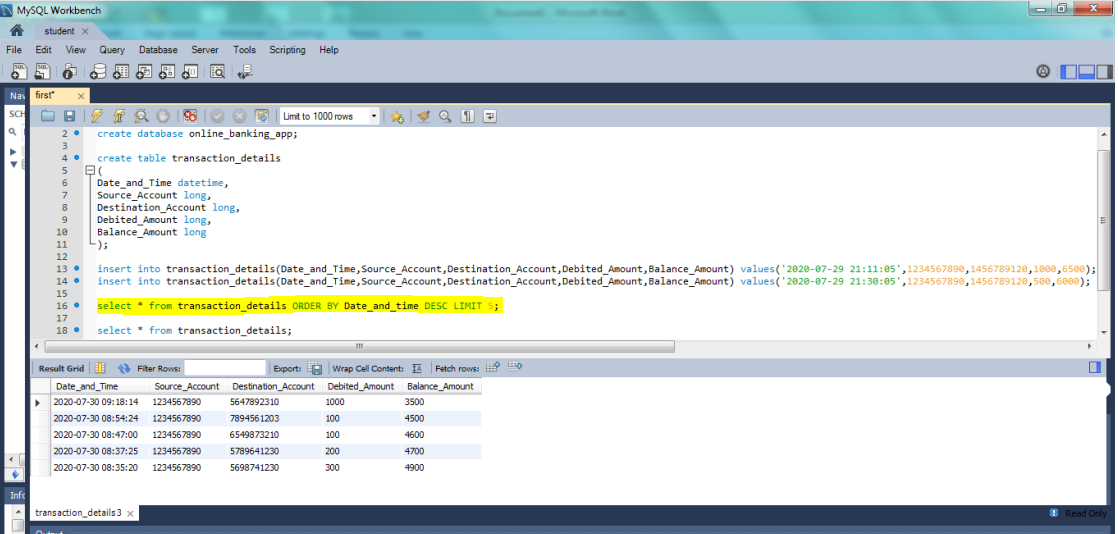 MySQL Workbench
student ×
File Edit View Query Database Server Tools Scripting Help
Nav
first* ×
SCH
Limit to 1000 rows
2 create database online_banking_app;
3
4 create table transaction_details
5 (
6 Date_and_Time datetime,
7 Source_Account long,
8 Destination_Account long,
9 Debited_Amount long,
10 Balance_Amount long
11 );
12
13 insert into transaction_details(Date_and_Time,Source_Account,Destination_Account,Debited_Amount,Balance_Amount) values('2020-07-29 21:11:05',1234567890,1456789120,1000,6500);
14 insert into transaction_details(Date_and_Time,Source_Account,Destination_Account,Debited_Amount,Balance_Amount) values('2020-07-29 21:30:05',1234567890,1456789120,500,6000);
15
16 select * from transaction_details ORDER BY Date_and_time DESC LIMIT 5;
17
18 select * from transaction_details;
Result Grid Filter Rows: Export: Wrap Cell Content: Fetch rows:
Date_and_Time Source_Account Destination_Account Debited_Amount Balance_Amount
2020-07-30 09:18:14 1234567890 5647892310 1000 3500
2020-07-30 08:54:24 1234567890 7894561203 100 4500
2020-07-30 08:47:00 1234567890 6549873210 100 4600
2020-07-30 08:37:25 1234567890 5789641230 200 4700
2020-07-30 08:35:20 1234567890 5698741230 300 4900
Info
transaction_details3 ×
Read Only
Output